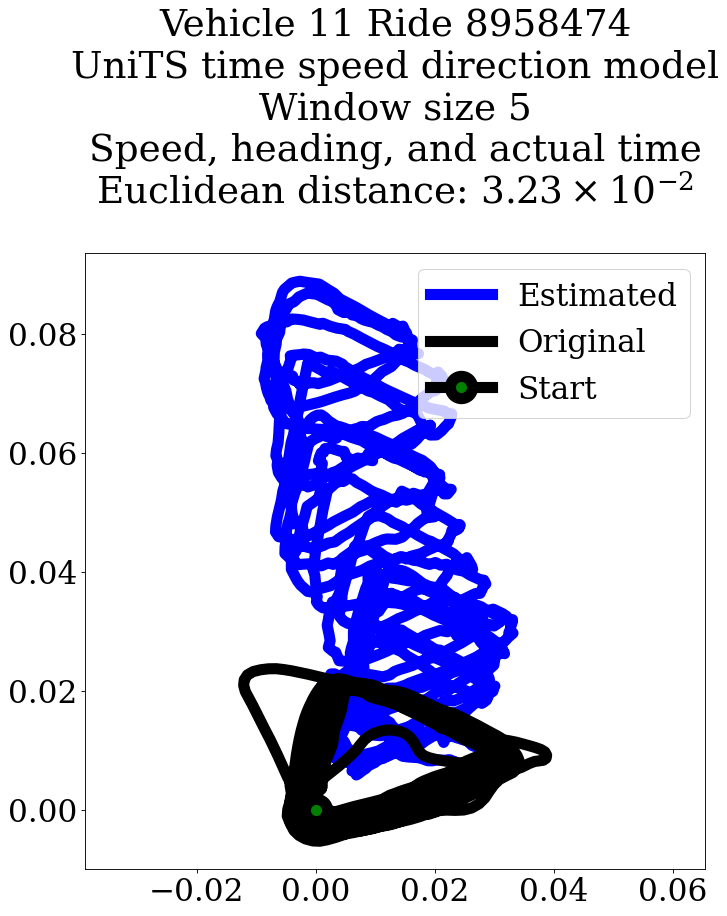 Vehicle 11 Ride 8958474
UniTS time speed direction model
Window size 5
Speed, heading, and actual time
Euclidean distance: 3.23 × 10⁻²
Estimated
Original
Start
0.08
0.06
0.04
0.02
0.00
−0.02 0.00 0.02 0.04 0.06